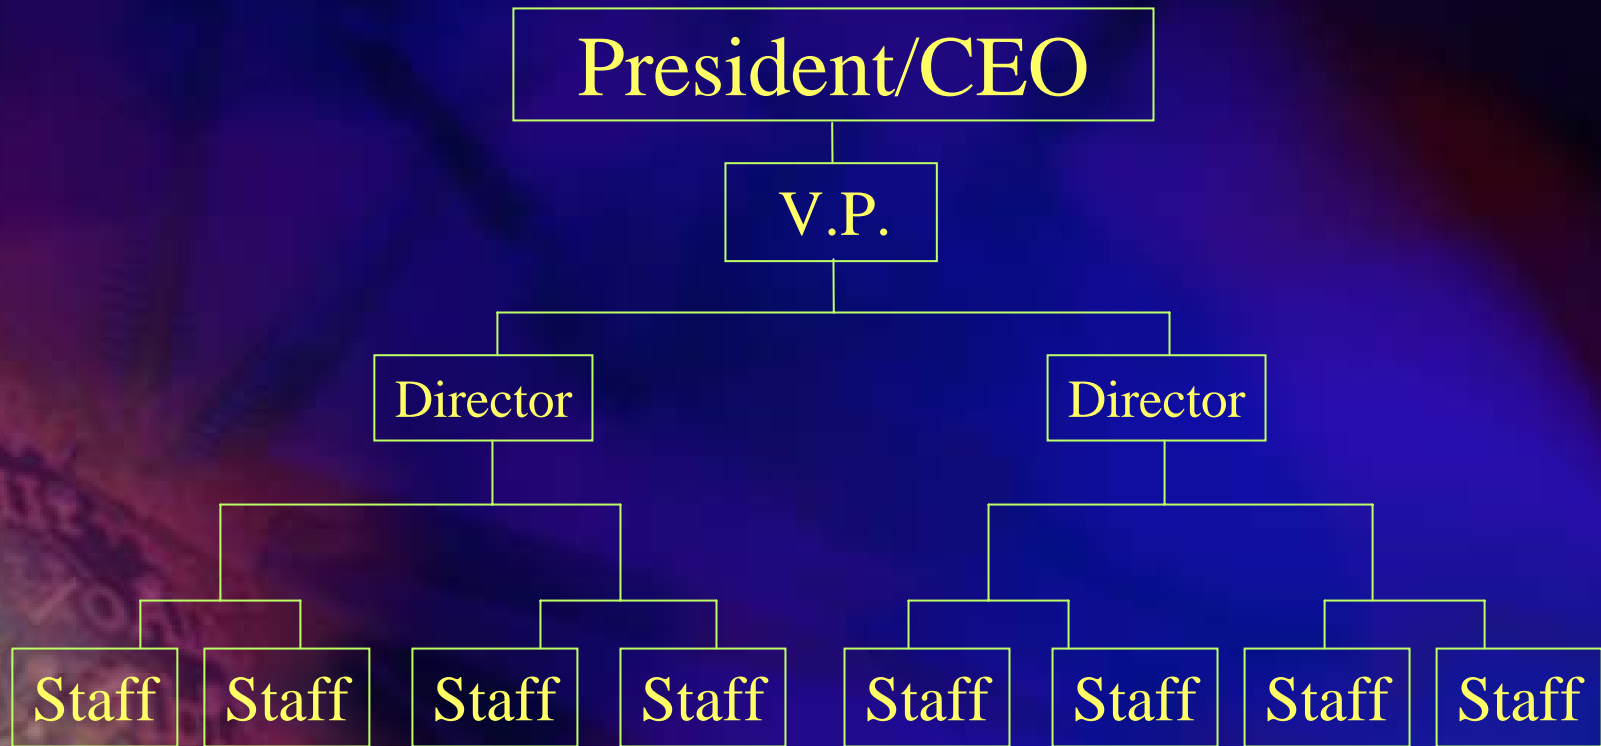 President/CEO
V.P.
Director Director
Staff Staff Staff Staff Staff Staff Staff Staff